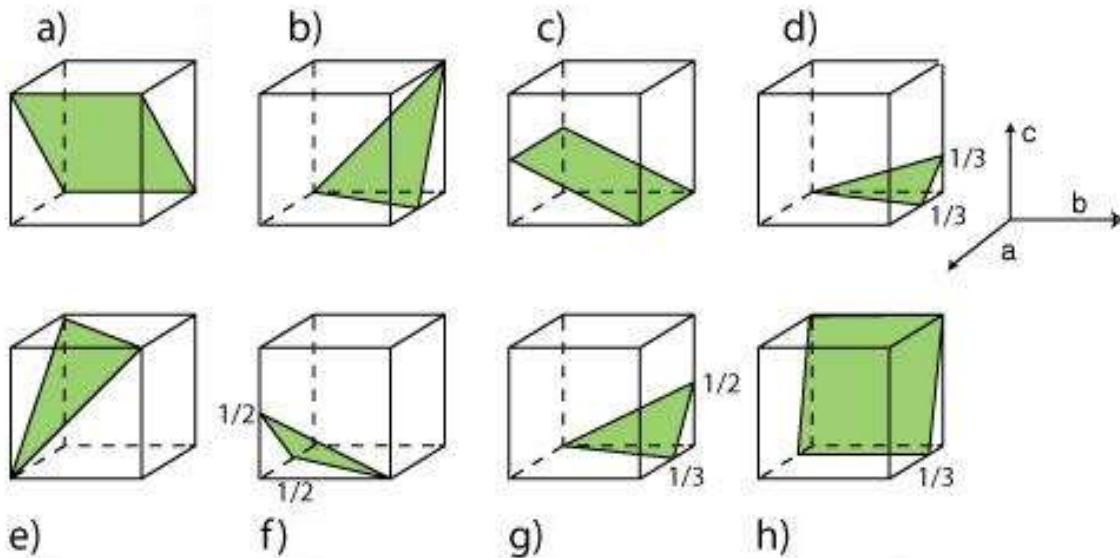 a) b) c) d)
c
1/3
b
1/3
a
1/2
1/2
1/2
1/3
1/3
e) f) g) h)